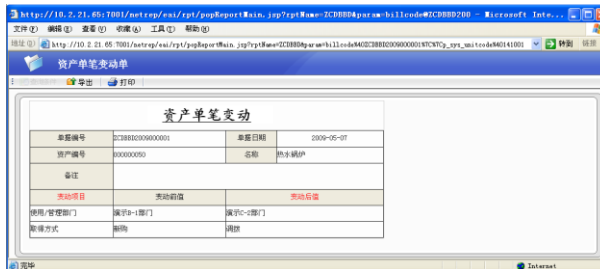 http://10.2.21.65:7001/netrep/eai/rpt/popReportMain.jsp?rptName=ZCDBBD&param=billcode@ZCDBBD200 - Microsoft Inte...
文件(F) 编辑(E) 查看(V) 收藏(A) 工具(T) 帮助(H)
地址(D) http://10.2.21.65:7001/netrep/eai/rpt/popReportMain.jsp?rptName=ZCDBBD&param=billcode%40ZCDBBD2009000001%7C%7Cp_sys_unitcode%40141001 转到 链接
资产单笔变动单
导出 打印
资产单笔变动
单据编号 ZCDBBD2009000001 单据日期 2009-05-07
资产编号 000000050 名称 热水锅炉
备注
变动项目 变动前值 变动后值
使用/管理部门 演示B-1部门 演示C-2部门
取得方式 新购 调拨
完毕 Internet